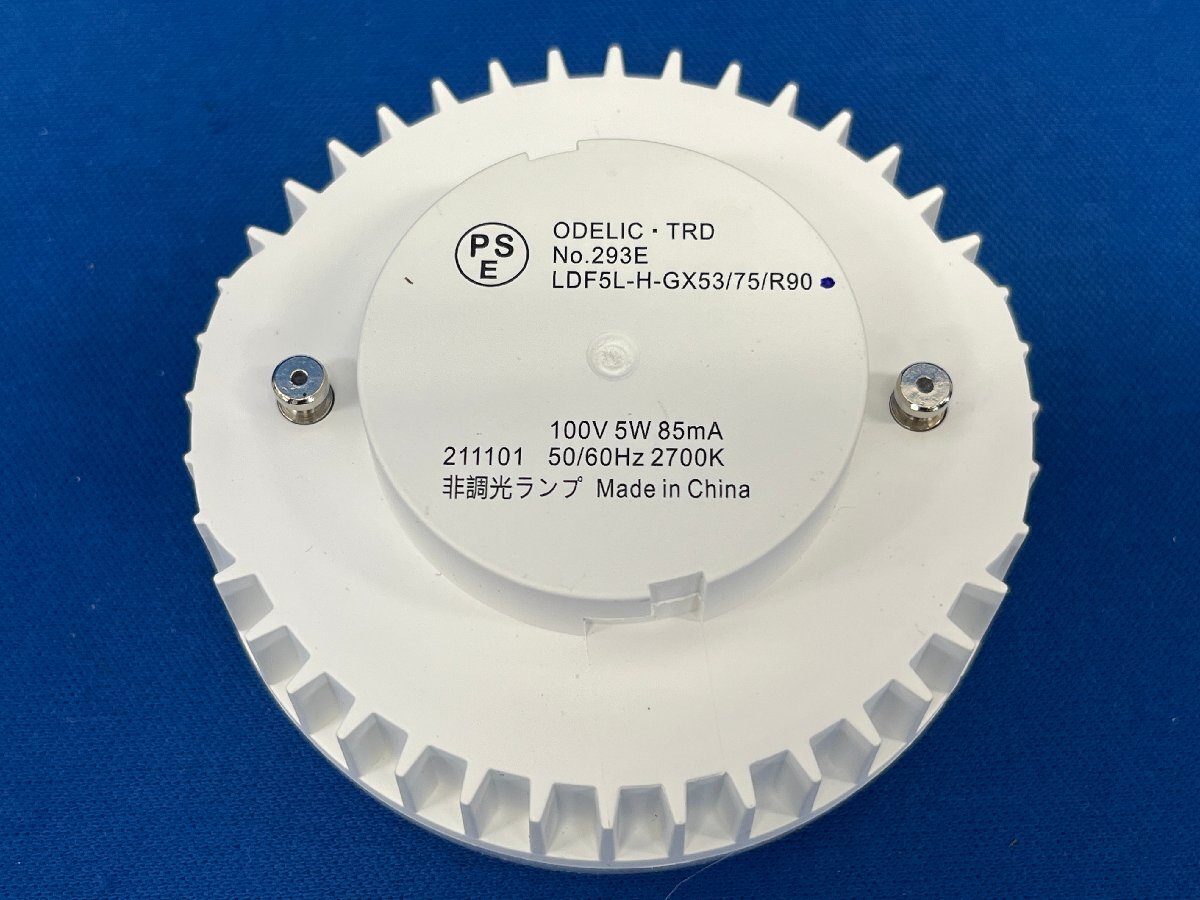 PSE
ODELIC・TRD
No.293E
LDF5L-H-GX53/75/R90
100V 5W 85mA
211101 50/60Hz 2700K
非調光ランプ Made in China